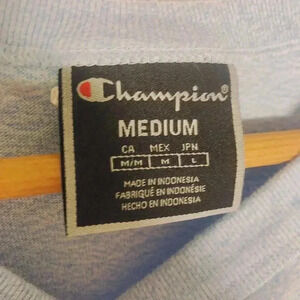 Champion
MEDIUM
CA MEX JPN
M/M M L
MADE IN INDONESIA
FABRIQUÉ EN INDONÉSIE
HECHO EN INDONESIA